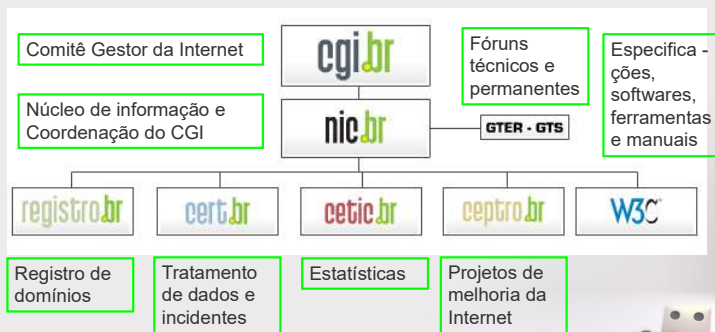 Comitê Gestor da Internet
cgi.br
Fóruns
técnicos e
permanentes
Especifica -
ções,
softwares,
ferramentas
e manuais
Núcleo de informação e
Coordenação do CGI
nic.br
GTER - GTS
registro.br
cert.br
cetic.br
ceptro.br
W3C
Registro de
domínios
Tratamento
de dados e
incidentes
Estatísticas
Projetos de
melhoria da
Internet